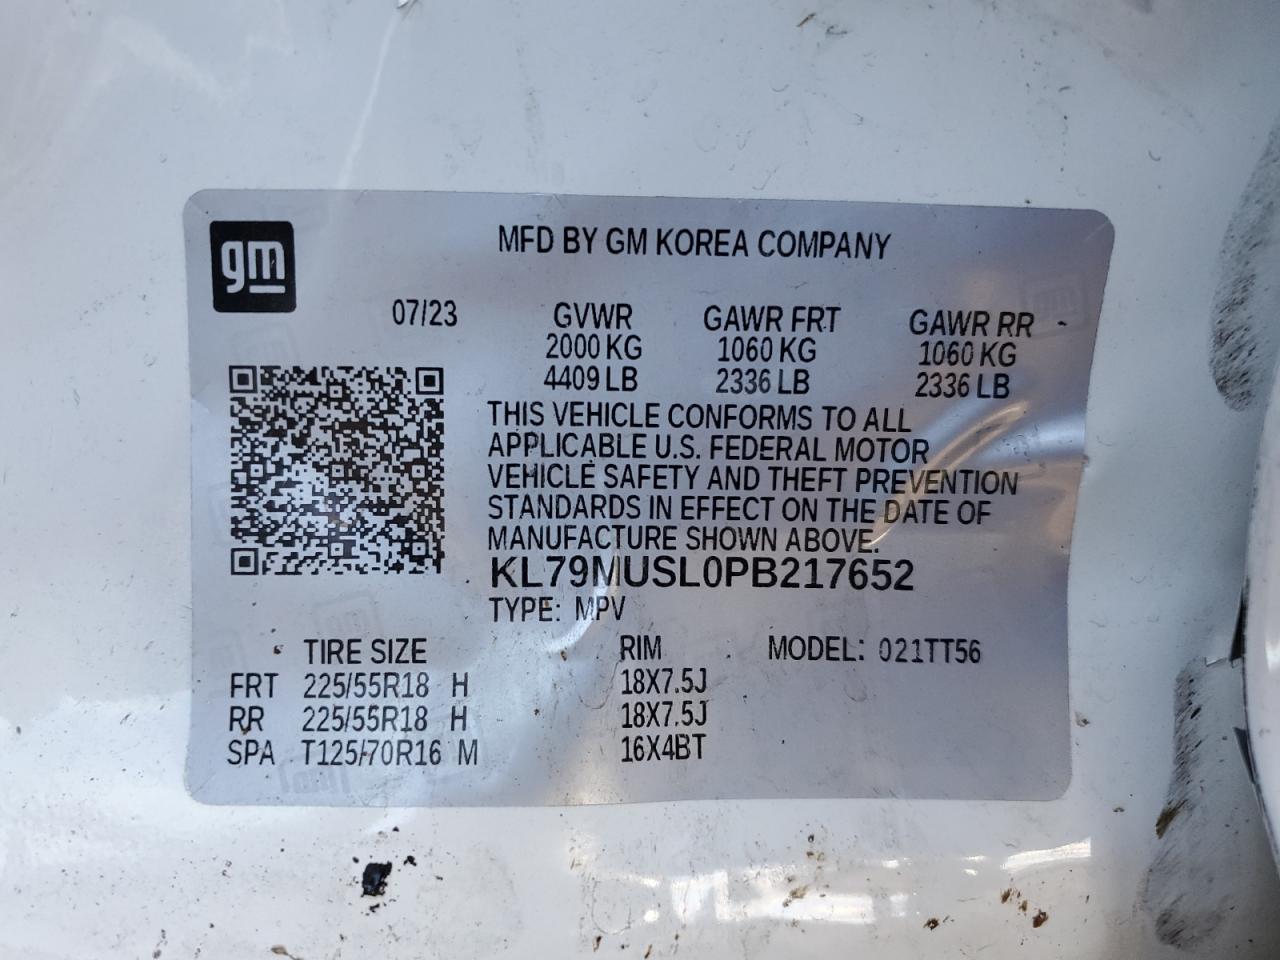 gm
MFD BY GM KOREA COMPANY
07/23 GVWR GAWR FRT GAWR RR
2000 KG 1060 KG 1060 KG
4409 LB 2336 LB 2336 LB
THIS VEHICLE CONFORMS TO ALL
APPLICABLE U.S. FEDERAL MOTOR
VEHICLE SAFETY AND THEFT PREVENTION
STANDARDS IN EFFECT ON THE DATE OF
MANUFACTURE SHOWN ABOVE.
KL79MUSL0PB217652
TYPE: MPV
TIRE SIZE RIM MODEL: 021TT56
FRT 225/55R18 H 18X7.5J
RR 225/55R18 H 18X7.5J
SPA T125/70R16 M 16X4BT